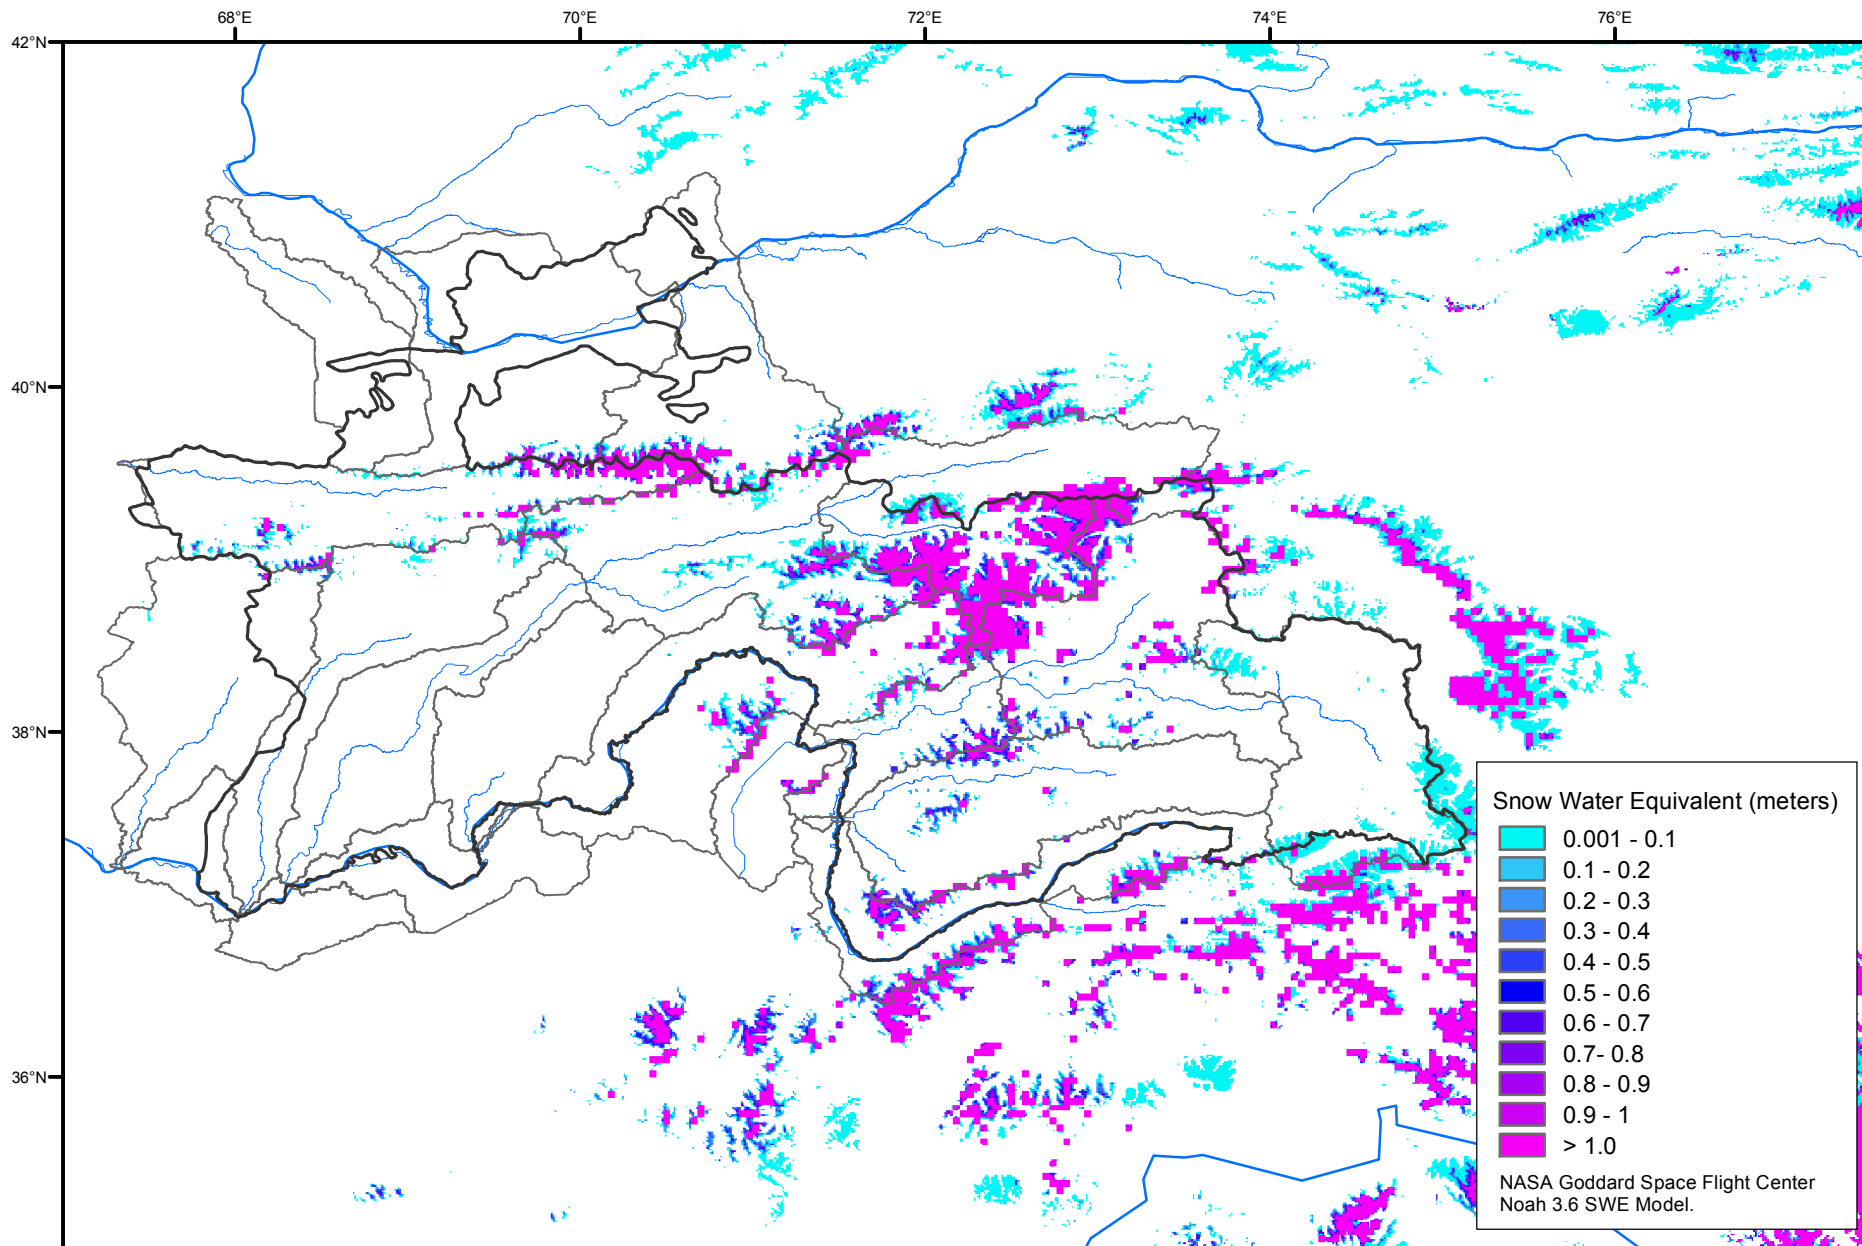 68°E
70°E
72°E
74°E
76°E
42°N
40°N
38°N
36°N
Snow Water Equivalent (meters)
0.001 - 0.1
0.1 - 0.2
0.2 - 0.3
0.3 - 0.4
0.4 - 0.5
0.5 - 0.6
0.6 - 0.7
0.7- 0.8
0.8 - 0.9
0.9 - 1
> 1.0
NASA Goddard Space Flight Center
Noah 3.6 SWE Model.